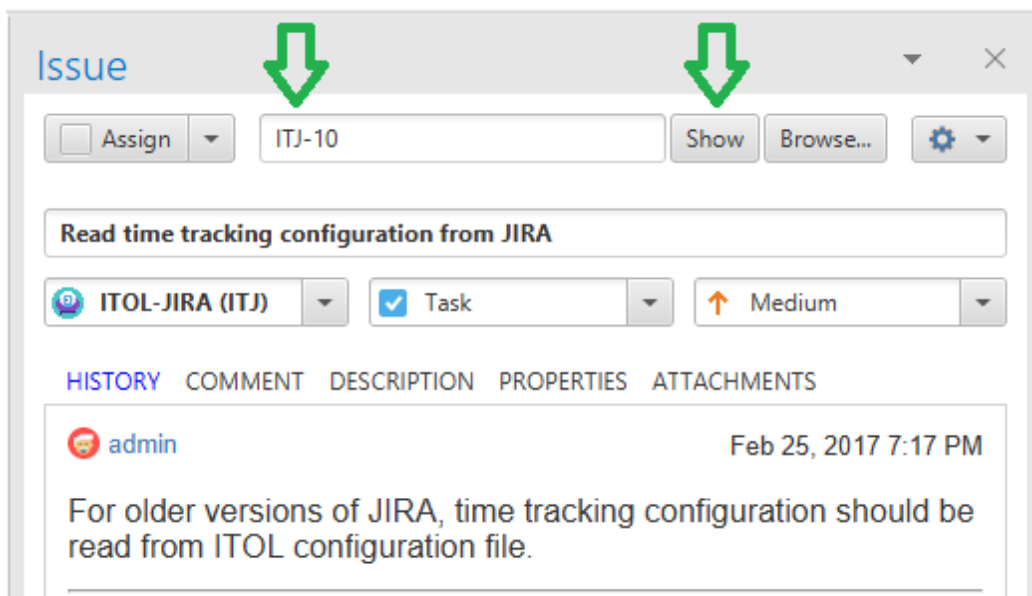 Issue
Assign ITJ-10 Show Browse...
Read time tracking configuration from JIRA
ITOL-JIRA (ITJ) Task Medium
HISTORY COMMENT DESCRIPTION PROPERTIES ATTACHMENTS
admin Feb 25, 2017 7:17 PM
For older versions of JIRA, time tracking configuration should be
read from ITOL configuration file.